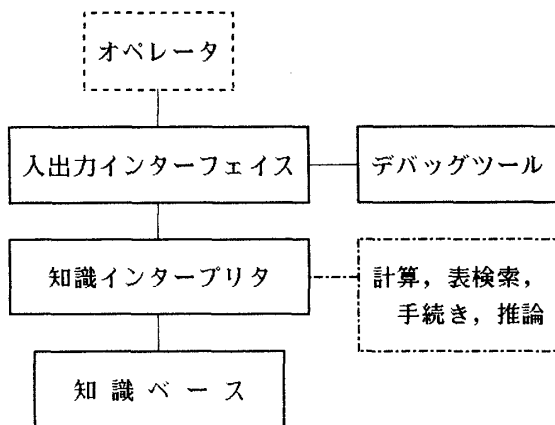 オペレータ
入出力インターフェイス
デバッグツール
知識インタープリタ
計算，表検索，
手続き，推論
知識ベース